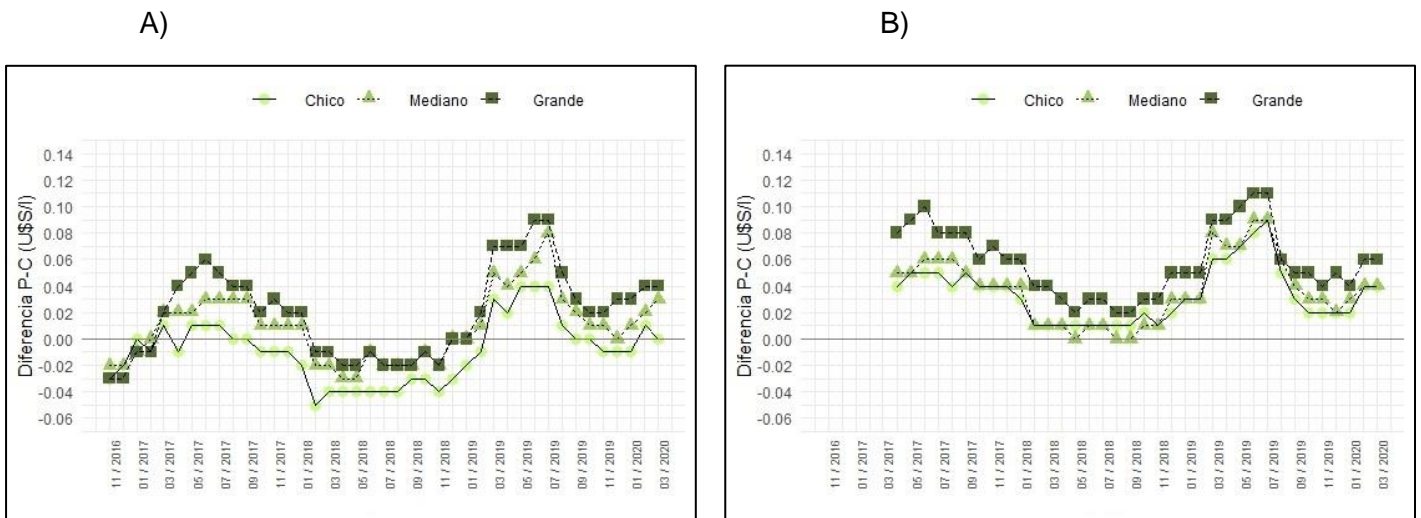 A)
B)
Chico Mediano Grande
Diferencia P-C (U$S/l)
0.14
0.12
0.10
0.08
0.06
0.04
0.02
0.00
-0.02
-0.04
-0.06
11 / 2016
01 / 2017
03 / 2017
05 / 2017
07 / 2017
09 / 2017
11 / 2017
01 / 2018
03 / 2018
05 / 2018
07 / 2018
09 / 2018
11 / 2018
01 / 2019
03 / 2019
05 / 2019
07 / 2019
09 / 2019
11 / 2019
01 / 2020
03 / 2020
Chico Mediano Grande
Diferencia P-C (U$S/l)
0.14
0.12
0.10
0.08
0.06
0.04
0.02
0.00
-0.02
-0.04
-0.06
11 / 2016
01 / 2017
03 / 2017
05 / 2017
07 / 2017
09 / 2017
11 / 2017
01 / 2018
03 / 2018
05 / 2018
07 / 2018
09 / 2018
11 / 2018
01 / 2019
03 / 2019
05 / 2019
07 / 2019
09 / 2019
11 / 2019
01 / 2020
03 / 2020